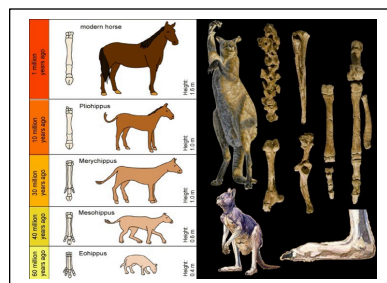 modern horse
1 million
years ago
Height:
1.6 m
Pliohippus
10 million
years ago
Height:
1.0 m
Merychippus
30 million
years ago
Height:
1.0 m
Mesohippus
40 million
years ago
Height:
0.6 m
Eohippus
60 million
years ago
Height:
0.4 m